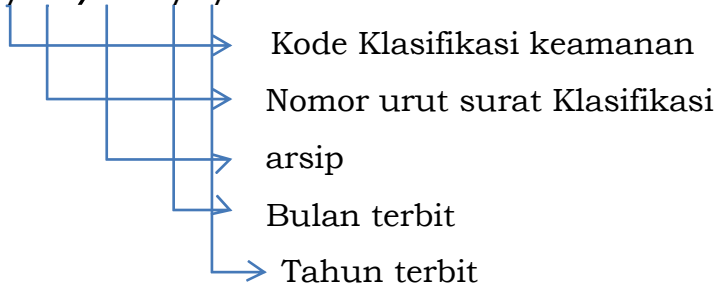 Kode Klasifikasi keamanan
Nomor urut surat Klasifikasi
arsip
Bulan terbit
Tahun terbit